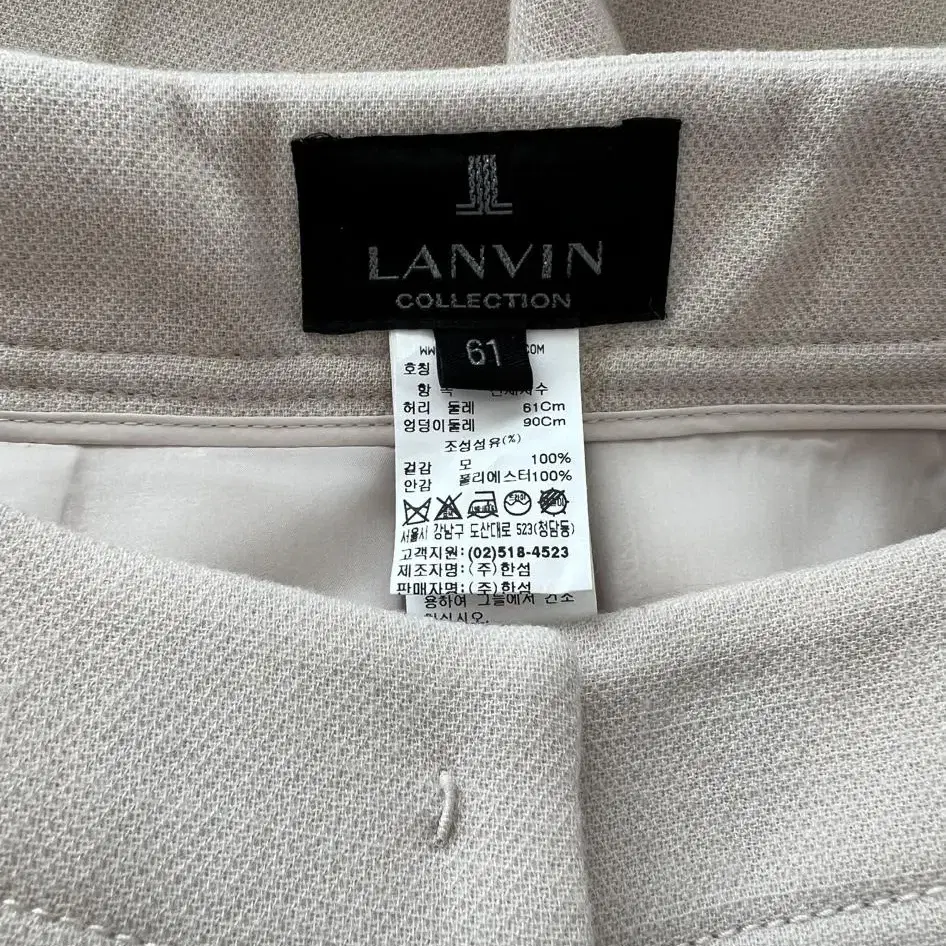 LANVIN
COLLECTION
61
호칭
허리 둘레 61Cm
엉덩이둘레 90Cm
조성섬유(%)
겉감 모 100%
안감 폴리에스터100%
서울시 강남구 도산대로 523(청담동)
고객지원: (02)518-4523
제조자명: (주)한섬
판매자명: (주)한섬
용하여 그늘에서 건조
하십시오.